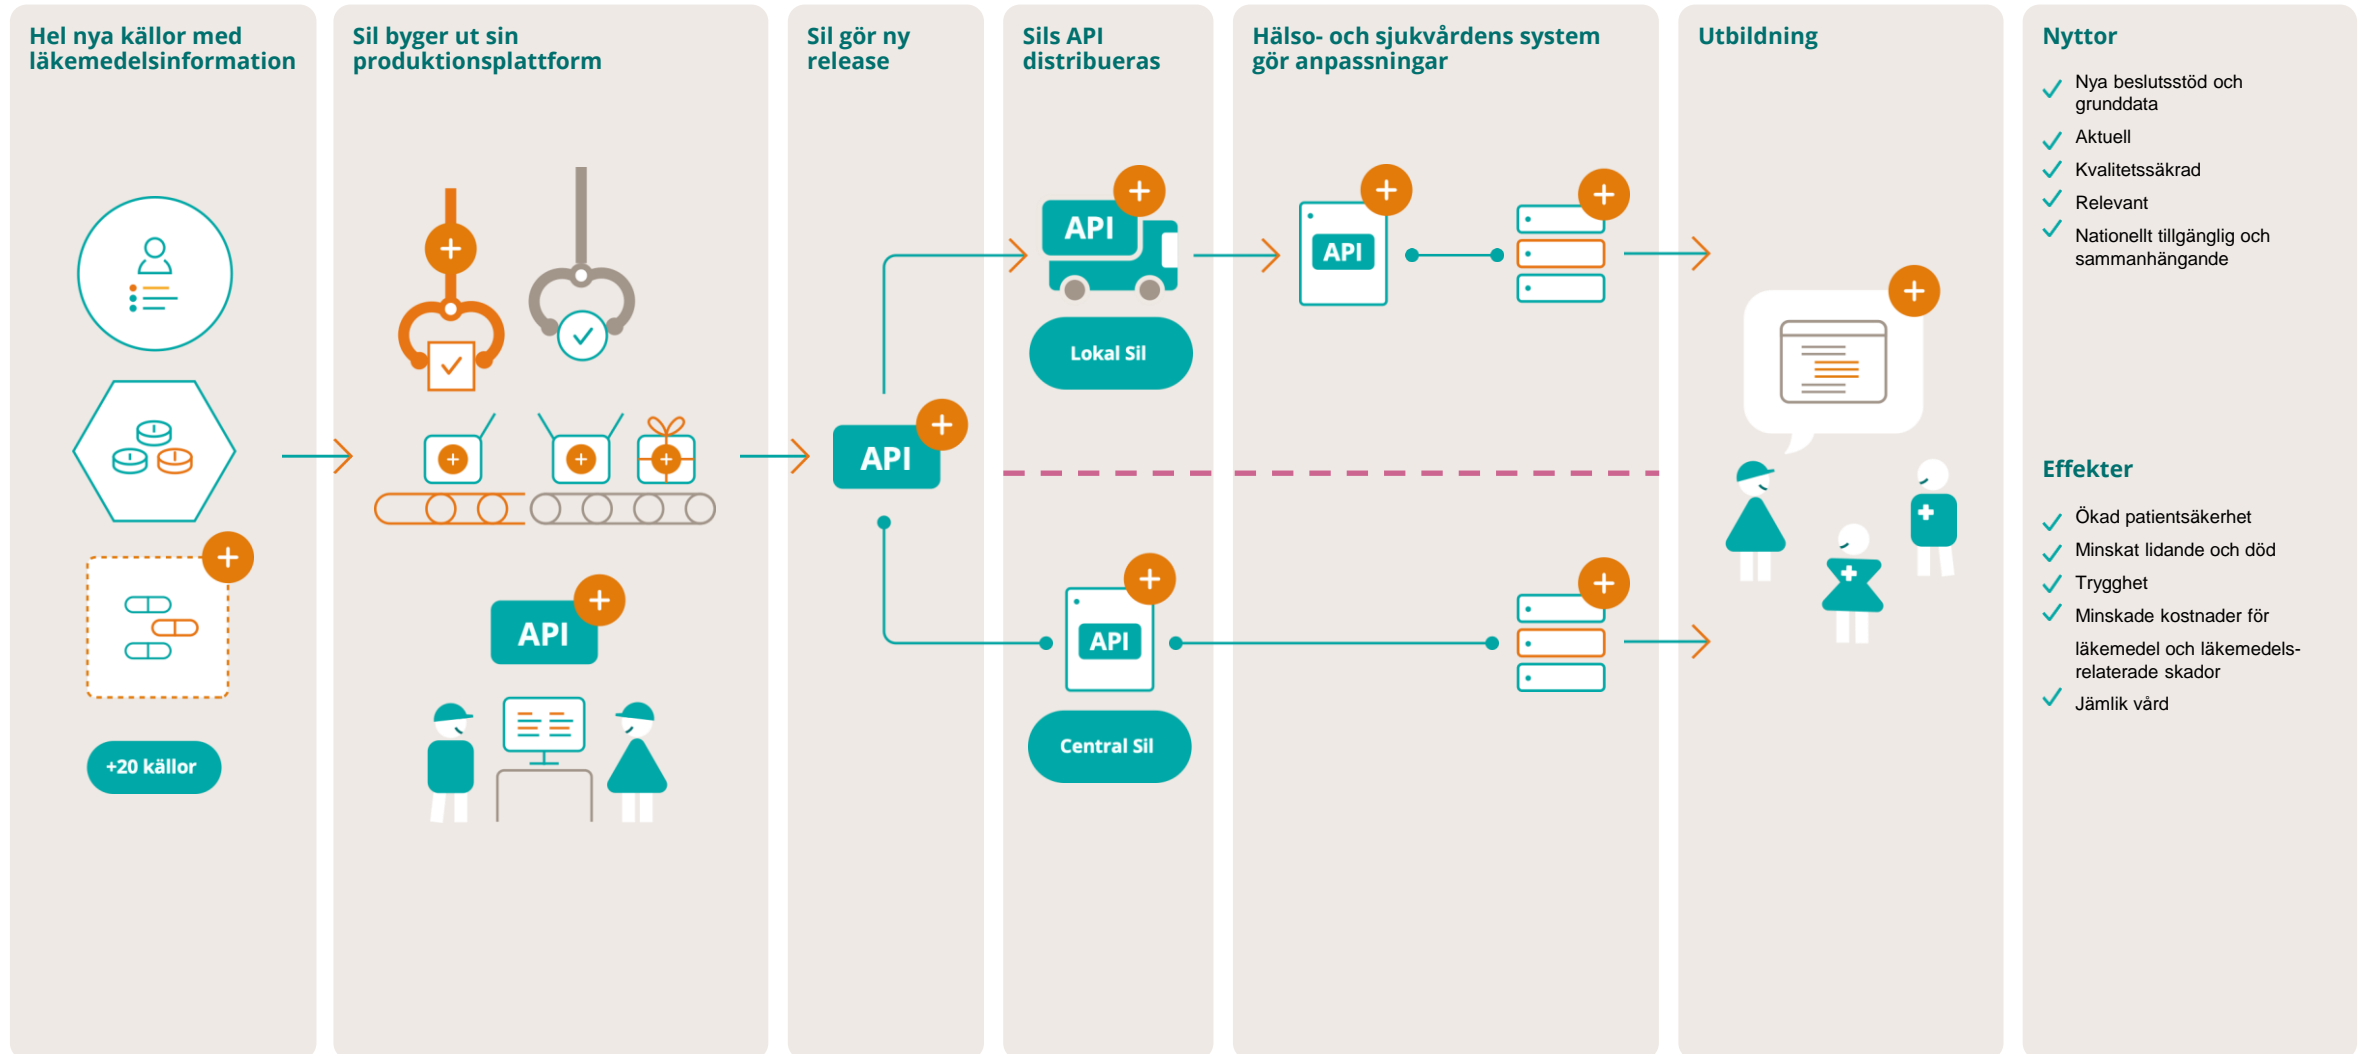 Hel nya källor med
läkemedelsinformation
+20 källor
Sil byger ut sin
produktionsplattform
API
Sil gör ny
release
API
Sils API
distribueras
API
Lokal Sil
API
Central Sil
Hälso- och sjukvårdens system
gör anpassningar
API
Utbildning
Nyttor
Nya beslutsstöd och
grunddata
Aktuell
Kvalitetssäkrad
Relevant
Nationellt tillgänglig och
sammanhängande
Effekter
Ökad patientsäkerhet
Minskat lidande och död
Trygghet
Minskade kostnader för
läkemedel och läkemedels-
relaterade skador
Jämlik vård